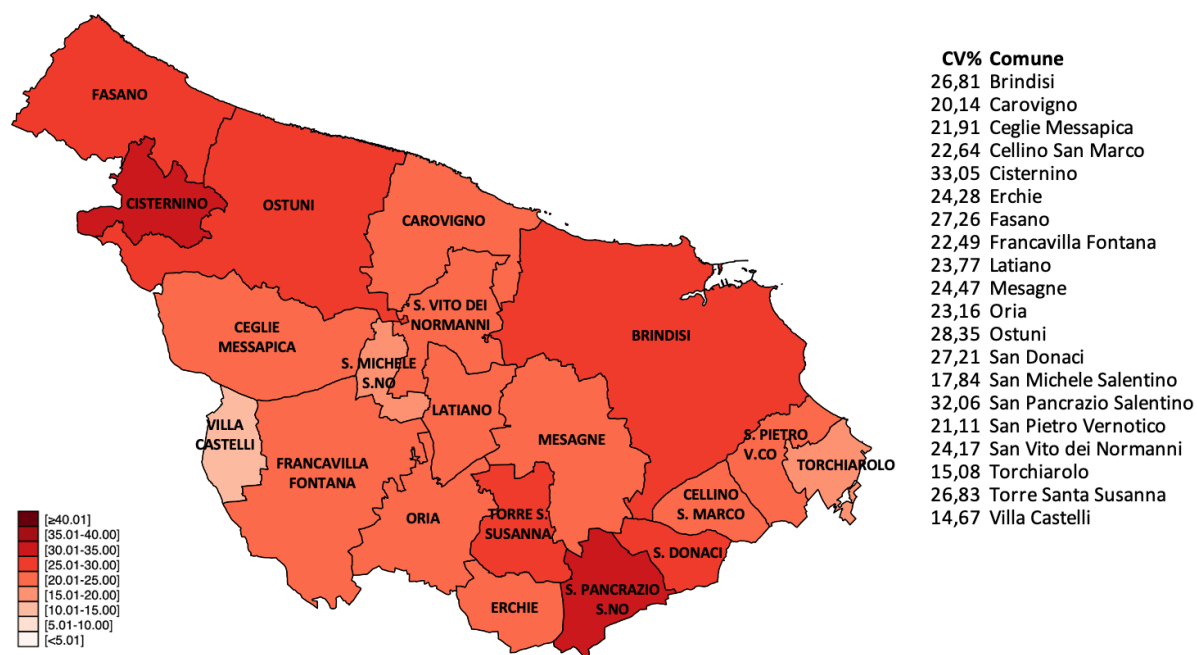 FASANO
CISTERNINO
OSTUNI
CAROVIGNO
S. VITO DEI
NORMANNI
CEGLIE
MESSAPICA
S. MICHELE
S.NO
BRINDISI
VILLA
CASTELLI
LATIANO
MESAGNE
FRANCAVILLA
FONTANA
S. PIETRO
V.CO
TORCHIAROLO
CELLINO
S. MARCO
ORIA
TORRE S.
SUSANNA
S. DONACI
S. PANCRAZIO
S.NO
ERCHIE
[≥40.01]
[35.01-40.00]
[30.01-35.00]
[25.01-30.00]
[20.01-25.00]
[15.01-20.00]
[10.01-15.00]
[5.01-10.00]
[<5.01]
CV% Comune
26,81 Brindisi
20,14 Carovigno
21,91 Ceglie Messapica
22,64 Cellino San Marco
33,05 Cisternino
24,28 Erchie
27,26 Fasano
22,49 Francavilla Fontana
23,77 Latiano
24,47 Mesagne
23,16 Oria
28,35 Ostuni
27,21 San Donaci
17,84 San Michele Salentino
32,06 San Pancrazio Salentino
21,11 San Pietro Vernotico
24,17 San Vito dei Normanni
15,08 Torchiarolo
26,83 Torre Santa Susanna
14,67 Villa Castelli